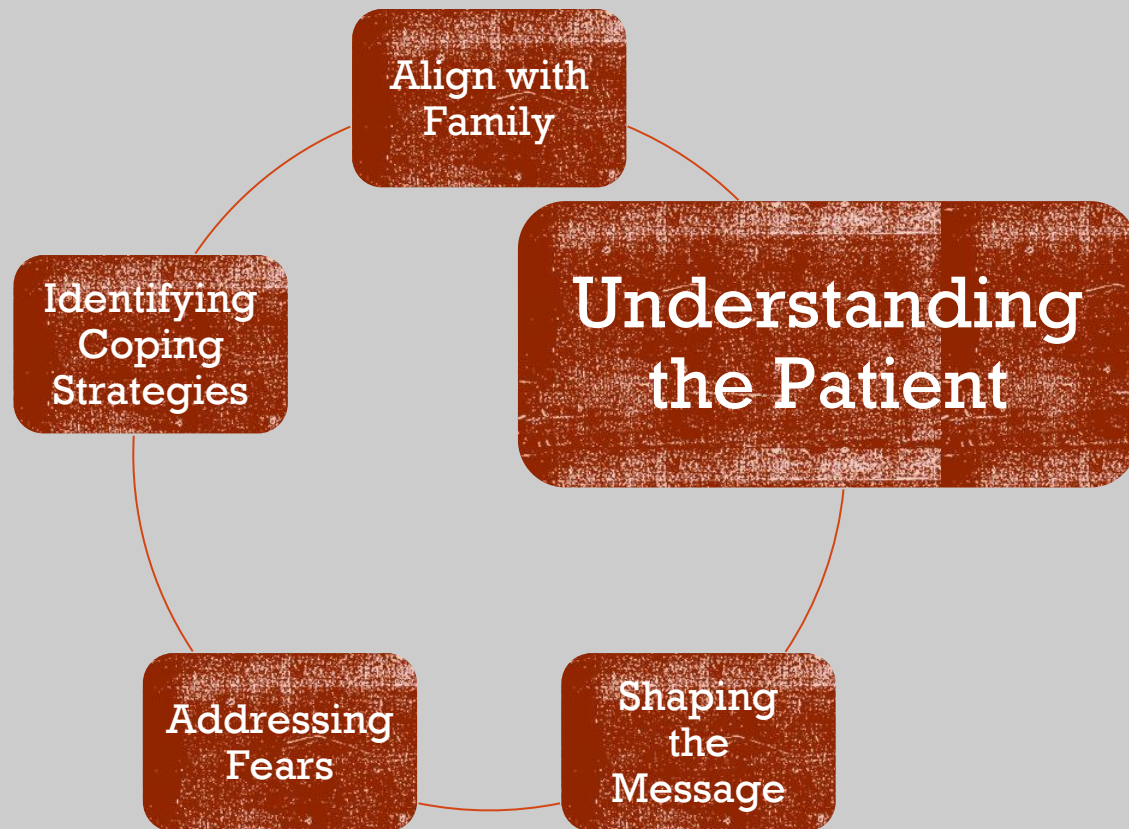 Align with
Family
Understanding
the Patient
Shaping
the
Message
Addressing
Fears
Identifying
Coping
Strategies